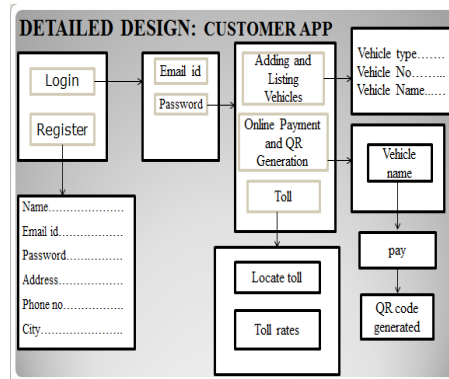 DETAILED DESIGN: CUSTOMER APP
Login
Register
Email id
Password
Adding and
Listing
Vehicles
Online Payment
and QR
Generation
Toll
Vehicle type…….
Vehicle No……...
Vehicle Name...…
Vehicle
name
pay
QR code
generated
Name…………………
Email id……………….
Password………………
Address………………..
Phone no………………
City…………………….
Locate toll
Toll rates